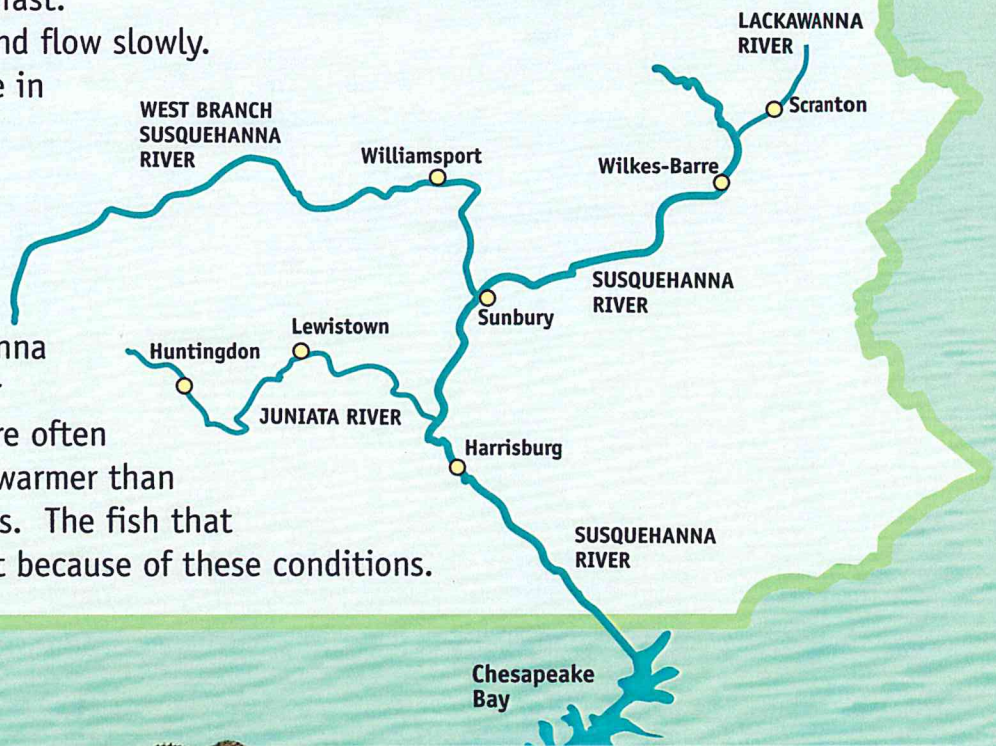 fast.
nd flow slowly.
e in
LACKAWANNA
RIVER
Scranton
WEST BRANCH
SUSQUEHANNA
RIVER
Williamsport
Wilkes-Barre
SUSQUEHANNA
RIVER
Sunbury
Lewistown
Huntingdon
JUNIATA RIVER
Harrisburg
nna
re often
warmer than
s. The fish that
t because of these conditions.
SUSQUEHANNA
RIVER
Chesapeake
Bay